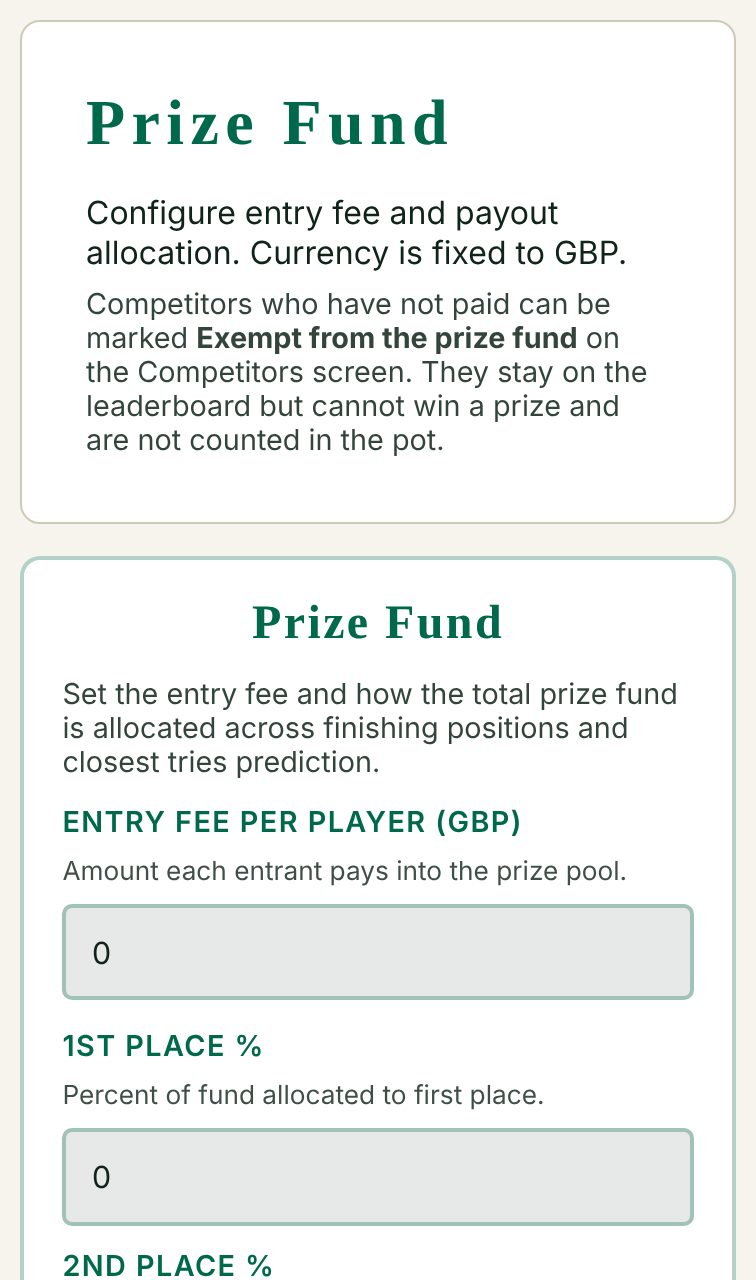 Prize Fund
Configure entry fee and payout
allocation. Currency is fixed to GBP.
Competitors who have not paid can be
marked Exempt from the prize fund on
the Competitors screen. They stay on the
leaderboard but cannot win a prize and
are not counted in the pot.
Prize Fund
Set the entry fee and how the total prize fund
is allocated across finishing positions and
closest tries prediction.
ENTRY FEE PER PLAYER (GBP)
Amount each entrant pays into the prize pool.
0
1ST PLACE %
Percent of fund allocated to first place.
0
2ND PLACE %